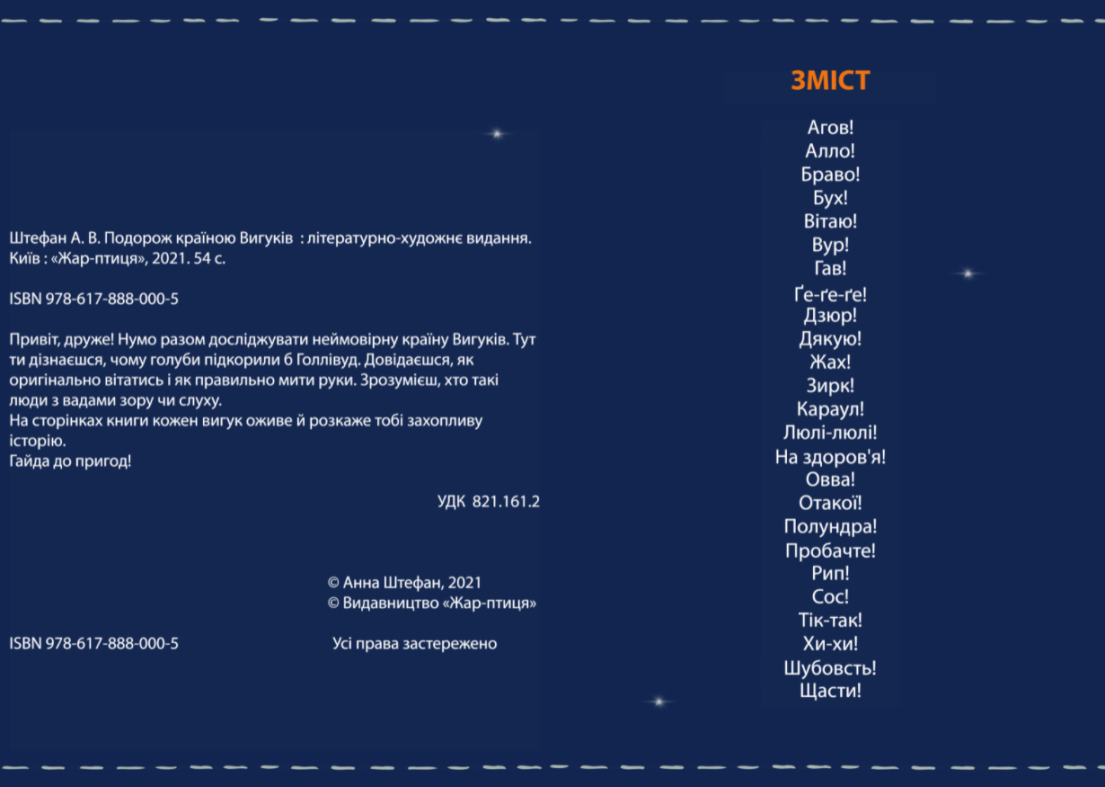 Штефан А. В. Подорож країною Вигуків : літературно-художнє видання.
Київ : «Жар-птиця», 2021. 54 с.
ISBN 978-617-888-000-5
Привіт, друже! Нумо разом досліджувати неймовірну країну Вигуків. Тут
ти дізнаєшся, чому голуби підкорили б Голлівуд. Довідаєшся, як
оригінально вітатись і як правильно мити руки. Зрозумієш, хто такі
люди з вадами зору чи слуху.
На сторінках книги кожен вигук оживе й розкаже тобі захопливу
історію.
Гайда до пригод!
УДК 821.161.2
© Анна Штефан, 2021
© Видавництво «Жар-птиця»
ISBN 978-617-888-000-5
Усі права застережено
ЗМІСТ
Агов!
Алло!
Браво!
Бух!
Вітаю!
Вур!
Гав!
Ґе-ґе-ґе!
Дзюр!
Дякую!
Жах!
Зирк!
Караул!
Люлі-люлі!
На здоров'я!
Овва!
Отакої!
Полундра!
Пробачте!
Рип!
Сос!
Тік-так!
Хи-хи!
Шубовсть!
Щасти!